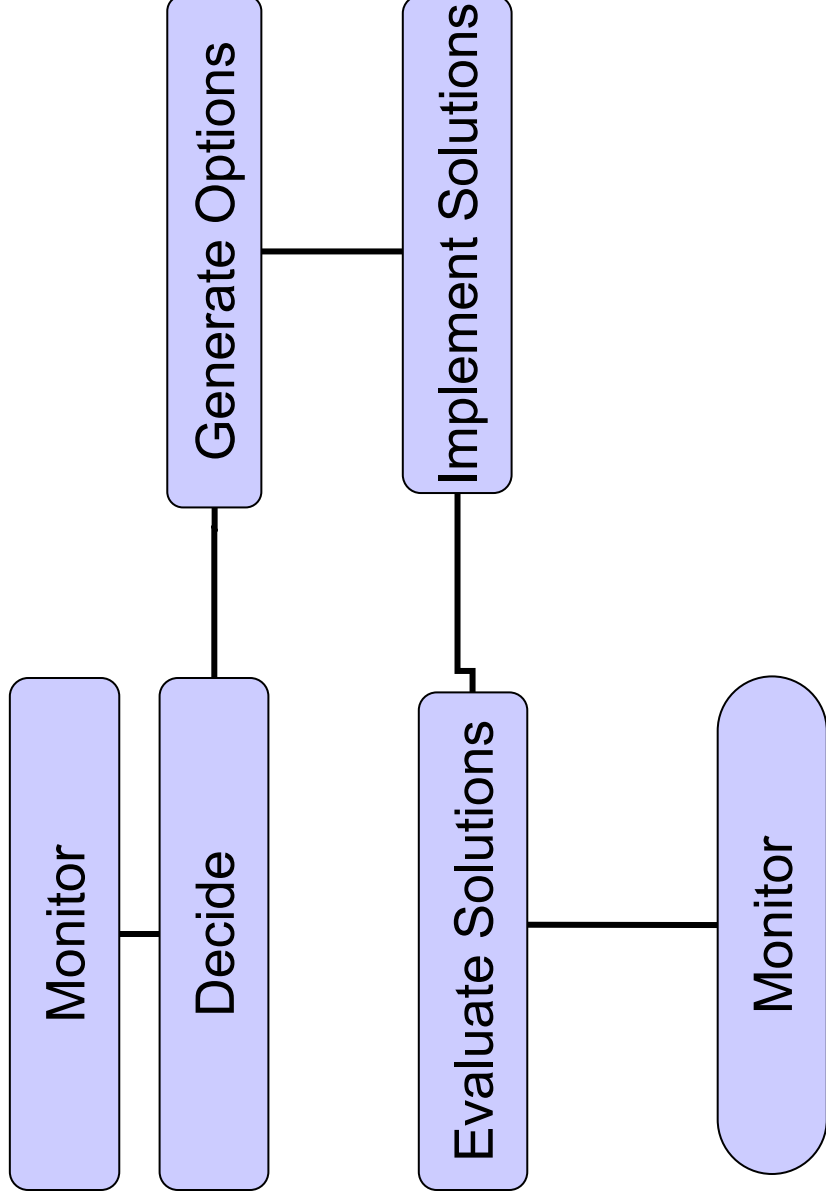 Monitor
Decide
Generate Options
Implement Solutions
Evaluate Solutions
Monitor